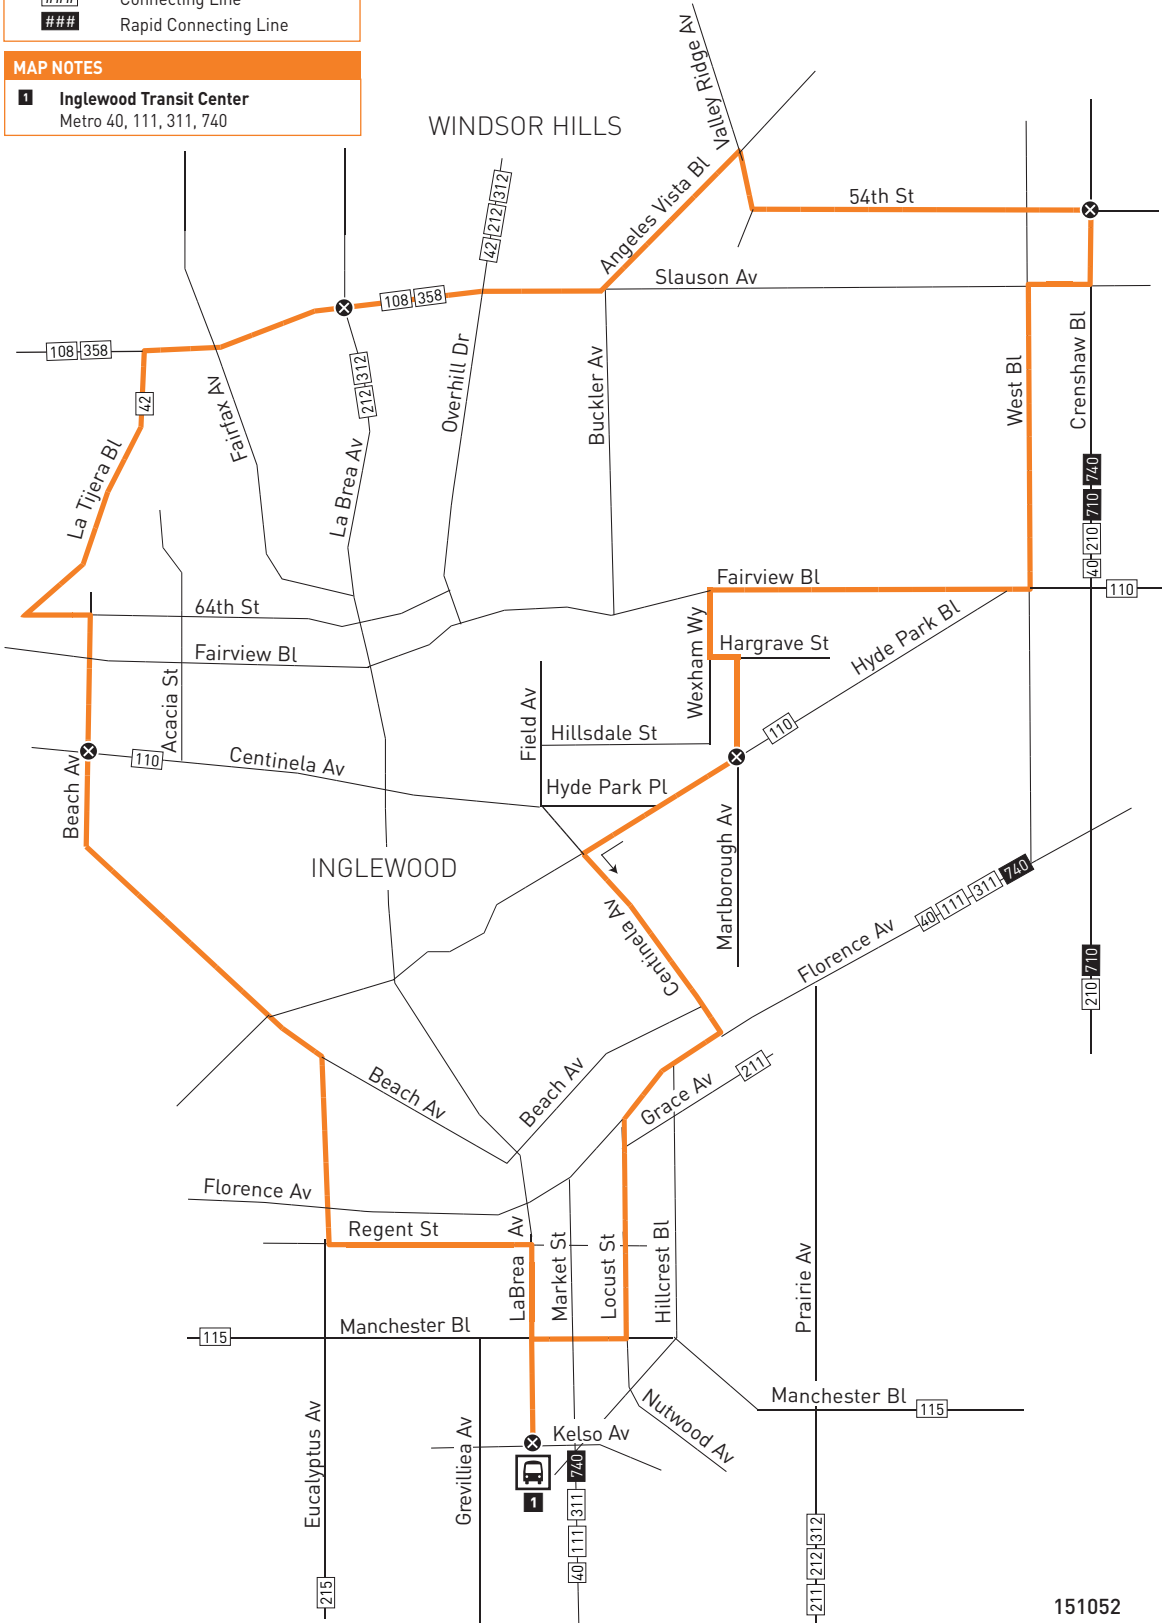 ###
Connecting Line
###
Rapid Connecting Line
MAP NOTES
1
Inglewood Transit Center
Metro 40, 111, 311, 740
WINDSOR HILLS
Valley Ridge Av
42 212 312
Angeles Vista Bl
54th St
Slauson Av
108 358
108 358
42
212 312
Fairfax Av
La Brea Av
Overhill Dr
Buckler Av
West Bl
Crenshaw Bl
La Tijera Bl
40 210 710 740
Fairview Bl
110
64th St
Fairview Bl
Acacia St
Wexham Wy
Hargrave St
Hyde Park Bl
Field Av
Hillsdale St
110
110
Centinela Av
Hyde Park Pl
Beach Av
Marlborough Av
INGLEWOOD
Centinela Av
40 111 311 740
Florence Av
210 710
Beach Av
Beach Av
Grace Av
211
Florence Av
Regent St
LaBrea Av
Market St
Locust St
Hillcrest Bl
Prairie Av
115
Manchester Bl
Manchester Bl
115
Eucalyptus Av
Grevilliea Av
Kelso Av
Nutwood Av
1
40 111 311 740
211 212 312
215
151052